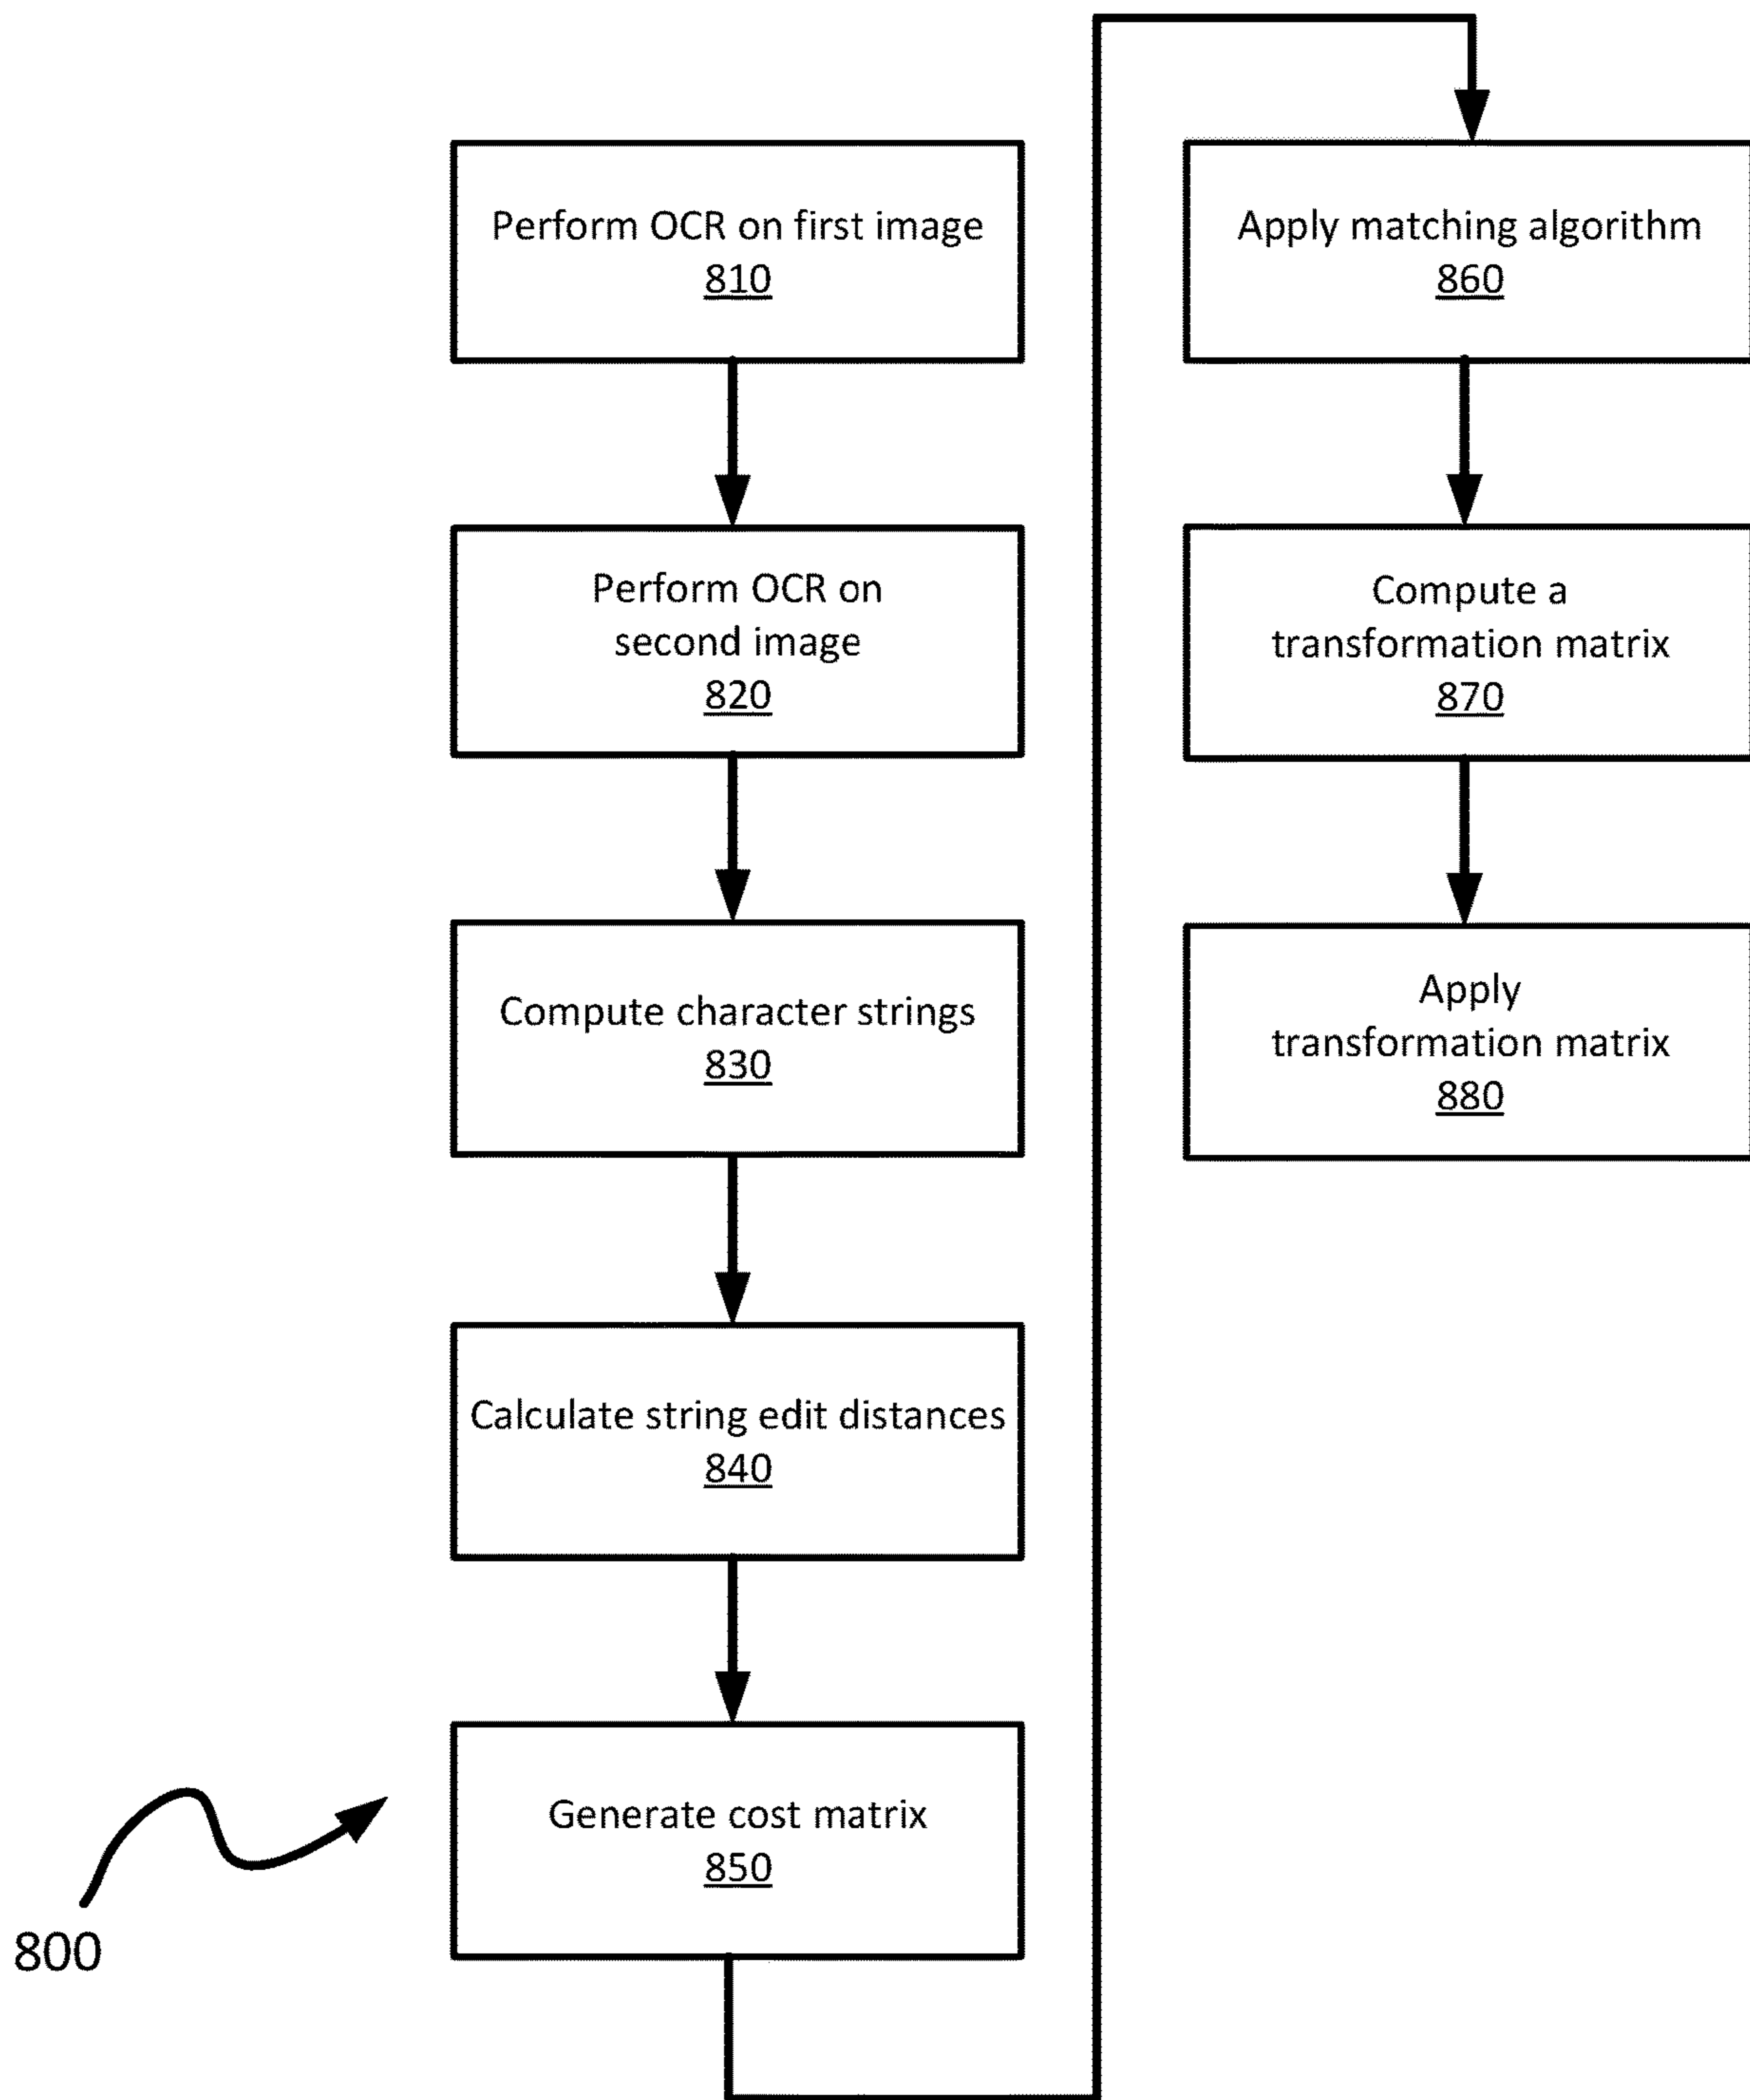 Perform OCR on first image
810
Perform OCR on
second image
820
Compute character strings
830
Calculate string edit distances
840
Generate cost matrix
850
800
Apply matching algorithm
860
Compute a
transformation matrix
870
Apply
transformation matrix
880